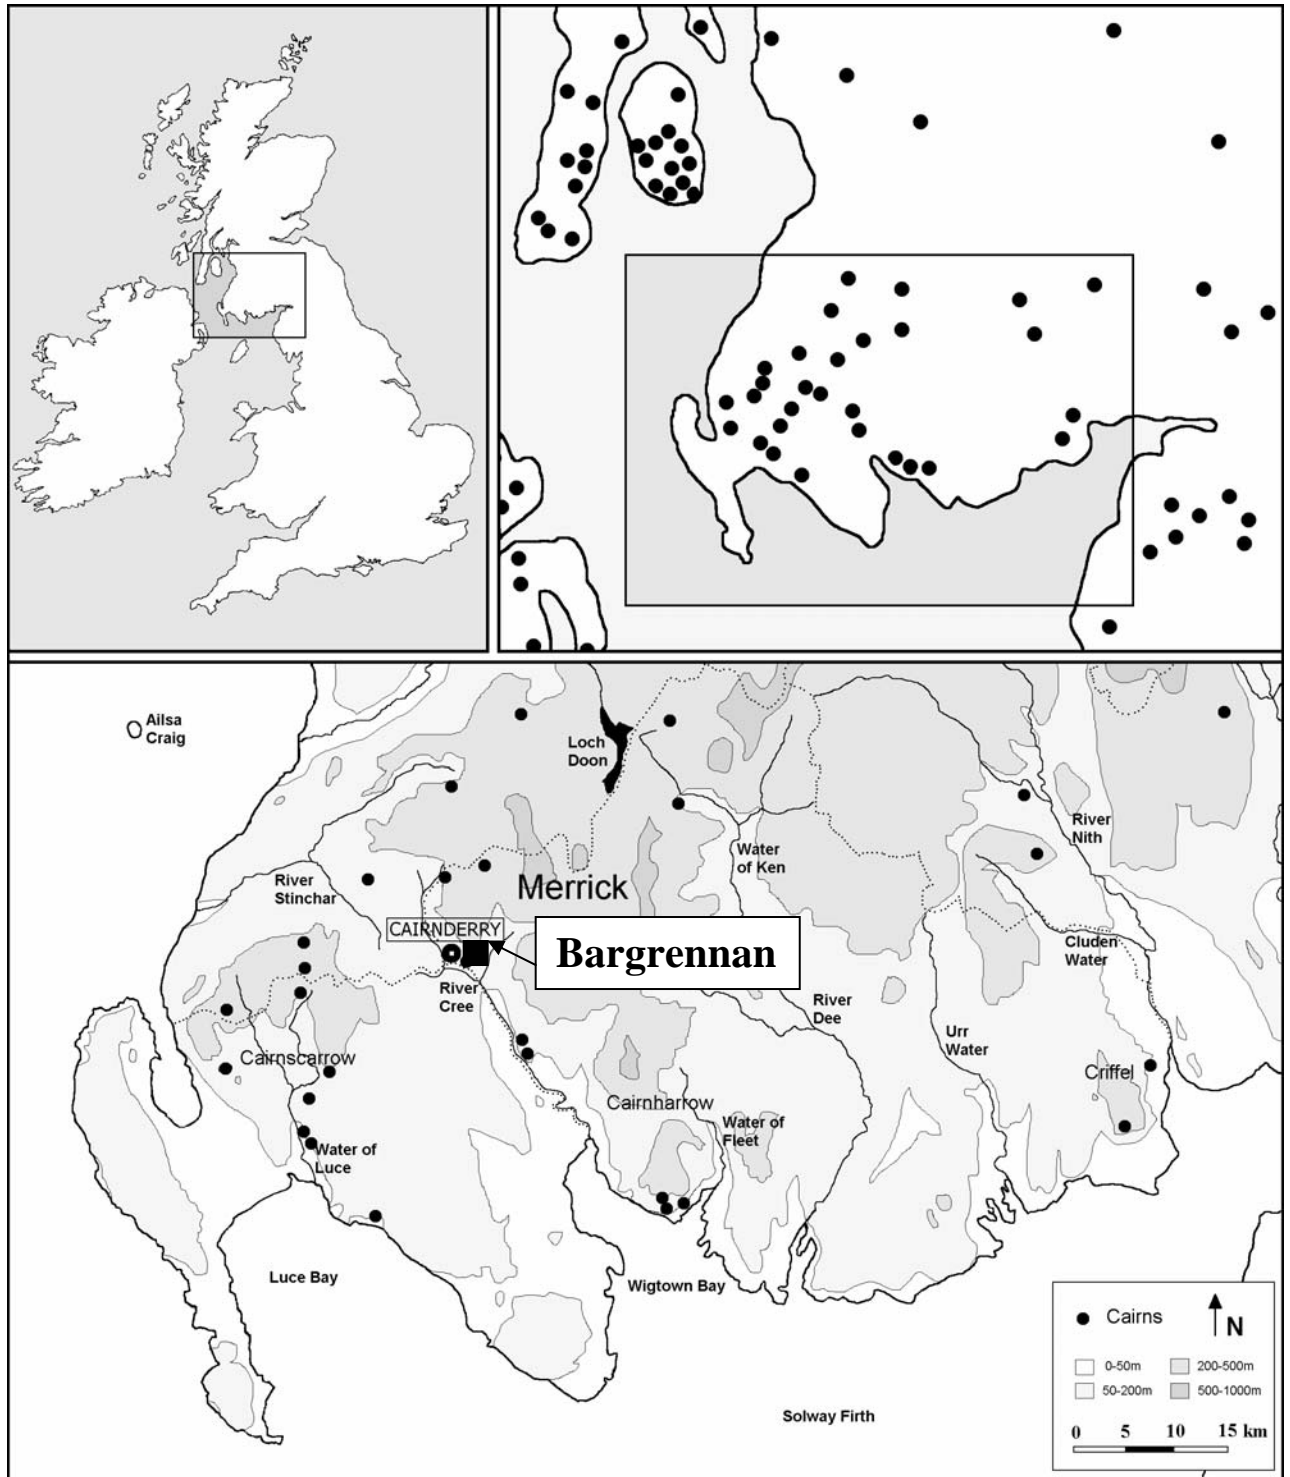 Ailsa
Craig
Loch
Doon
River
Nith
Water
of Ken
River
Stinchar
Merrick
CAIRNDERRY
Bargrennan
Cluden
Water
River
Cree
River
Dee
Urr
Water
Cairnscarrow
Criffel
Cairnharrow
Water of
Fleet
Water of
Luce
Luce Bay
Wigtown Bay
Solway Firth
Cairns
N
0-50m
200-500m
50-200m
500-1000m
0 5 10 15 km